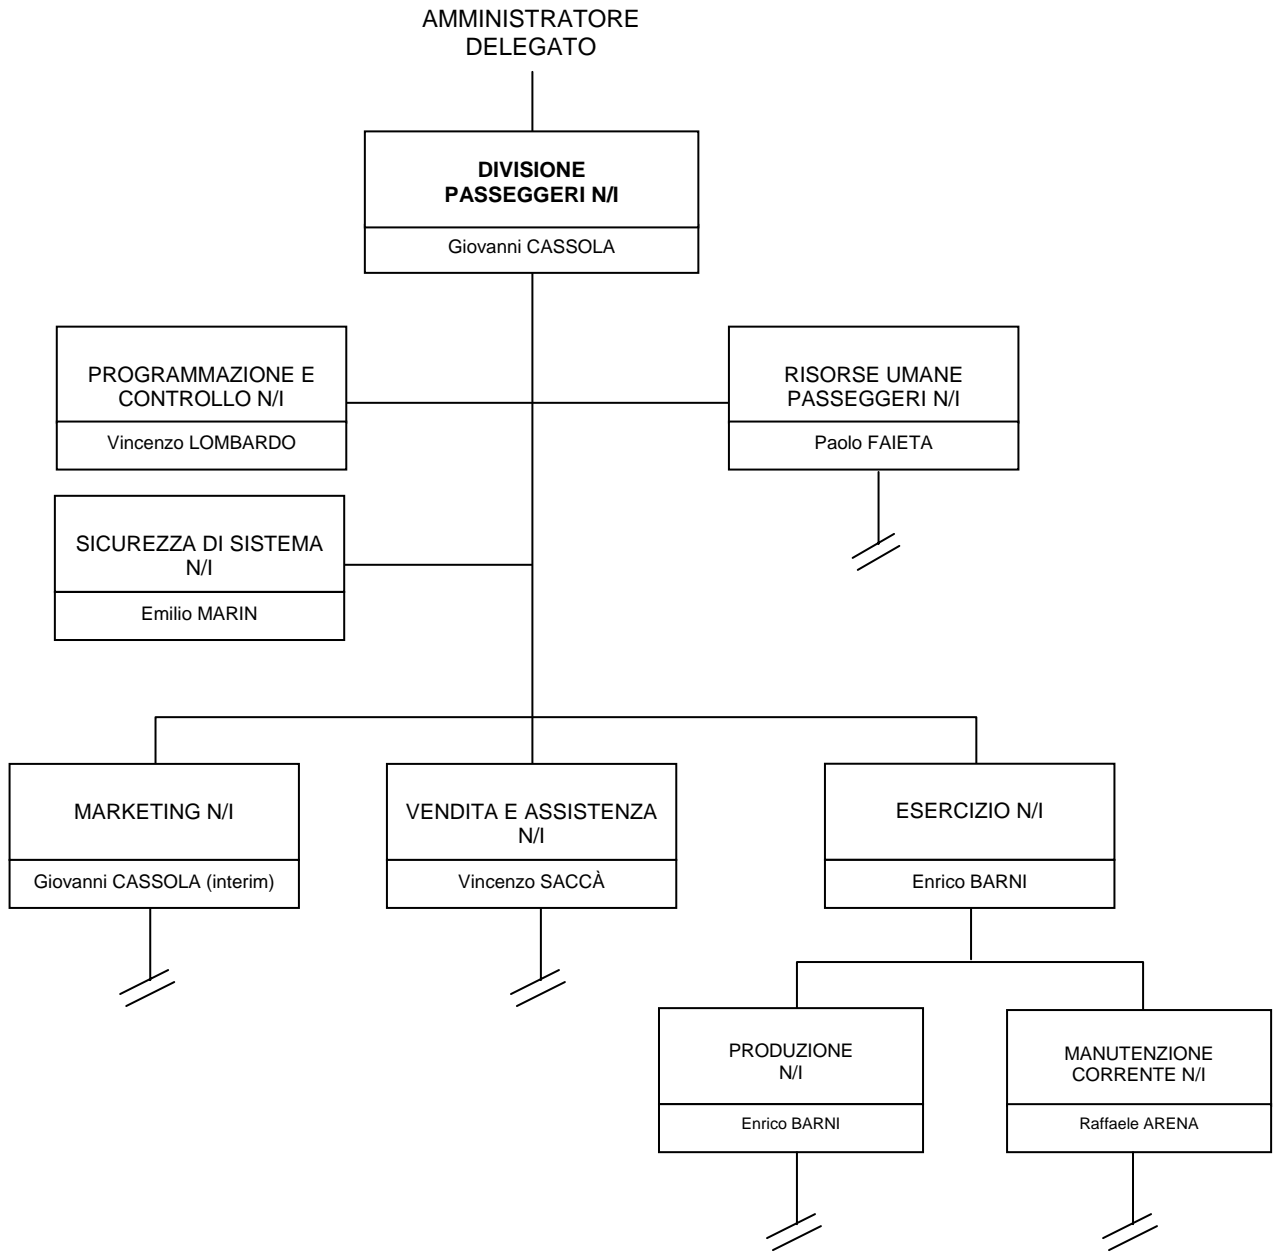 AMMINISTRATORE
DELEGATO
DIVISIONE
PASSEGGERI N/I
Giovanni CASSOLA
PROGRAMMAZIONE E
CONTROLLO N/I
Vincenzo LOMBARDO
RISORSE UMANE
PASSEGGERI N/I
Paolo FAIETA
SICUREZZA DI SISTEMA
N/I
Emilio MARIN
MARKETING N/I
Giovanni CASSOLA (interim)
VENDITA E ASSISTENZA
N/I
Vincenzo SACCÀ
ESERCIZIO N/I
Enrico BARNI
PRODUZIONE
N/I
Enrico BARNI
MANUTENZIONE
CORRENTE N/I
Raffaele ARENA